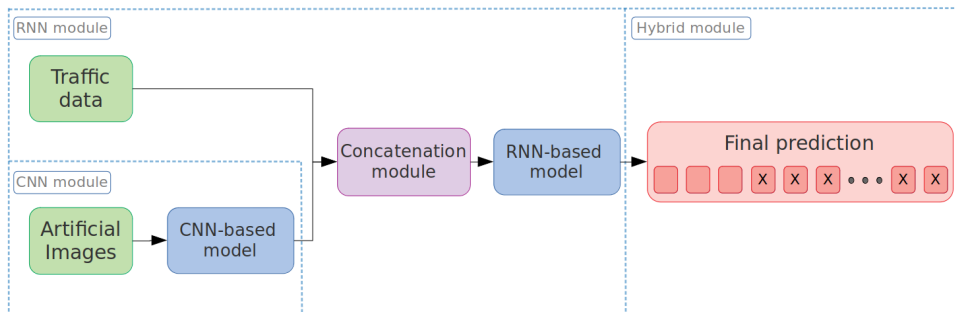 RNN module
Hybrid module
Traffic
data
Concatenation
module
RNN-based
model
Final prediction
X X X X X
CNN module
Artificial
Images
CNN-based
model